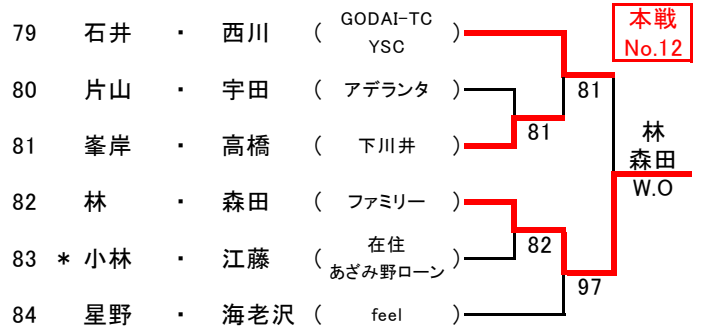 本戦
No.12
79 石井 ・ 西川 ( GODAI-TC
YSC )
80 片山 ・ 宇田 ( アデランタ )
81
81 峯岸 ・ 高橋 ( 下川井 )
81
林
森田
W.O
82 林 ・ 森田 ( ファミリー )
83 * 小林 ・ 江藤 ( 在住
あざみ野ローン )
82
97
84 星野 ・ 海老沢 ( feel )